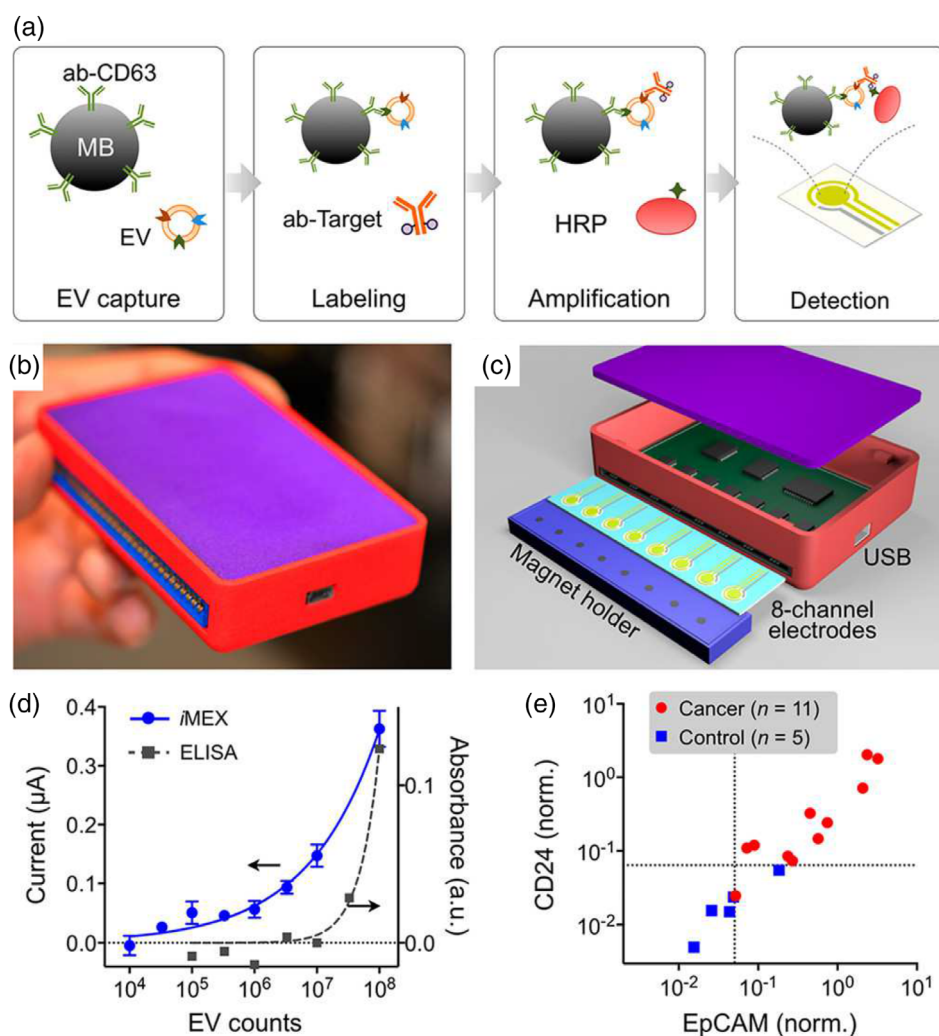 (a)
ab-CD63
MB
EV
EV capture
ab-Target
Labeling
HRP
Amplification
Detection
(b)
(c)
Magnet holder
8-channel
electrodes
USB
(d)
0.4
0.3
0.2
0.1
0.0
Current (µA)
iMEX
ELISA
0.1
0.0
Absorbance (a.u.)
10⁴ 10⁵ 10⁶ 10⁷ 10⁸
EV counts
(e)
10¹
10⁰
10⁻¹
10⁻²
CD24 (norm.)
Cancer (n = 11)
Control (n = 5)
10⁻² 10⁻¹ 10⁰ 10¹
EpCAM (norm.)